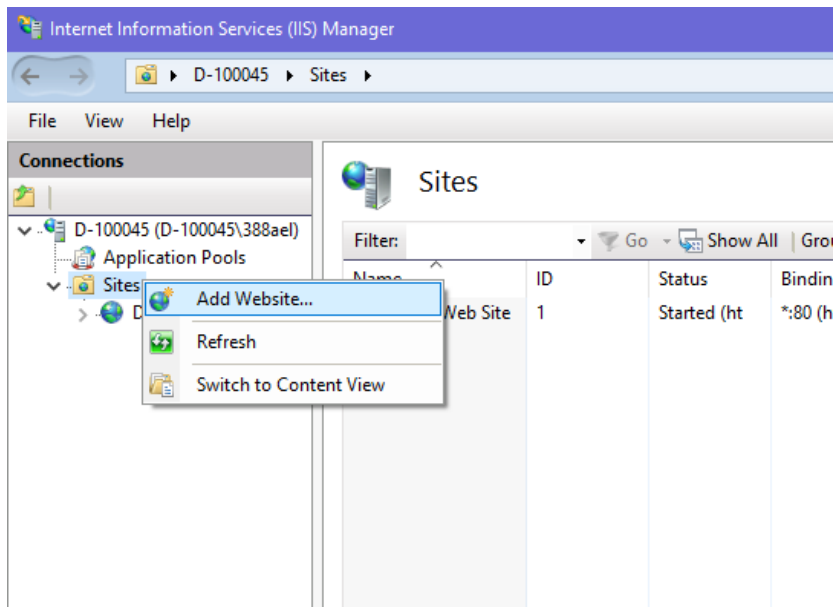 Internet Information Services (IIS) Manager
D-100045 Sites
File View Help
Connections
Sites
D-100045 (D-100045\388ael)
Filter: Go Show All
Application Pools
Sites
Name ID Status
Add Website...
Web Site 1 Started (ht *:80 (h
Refresh
Switch to Content View